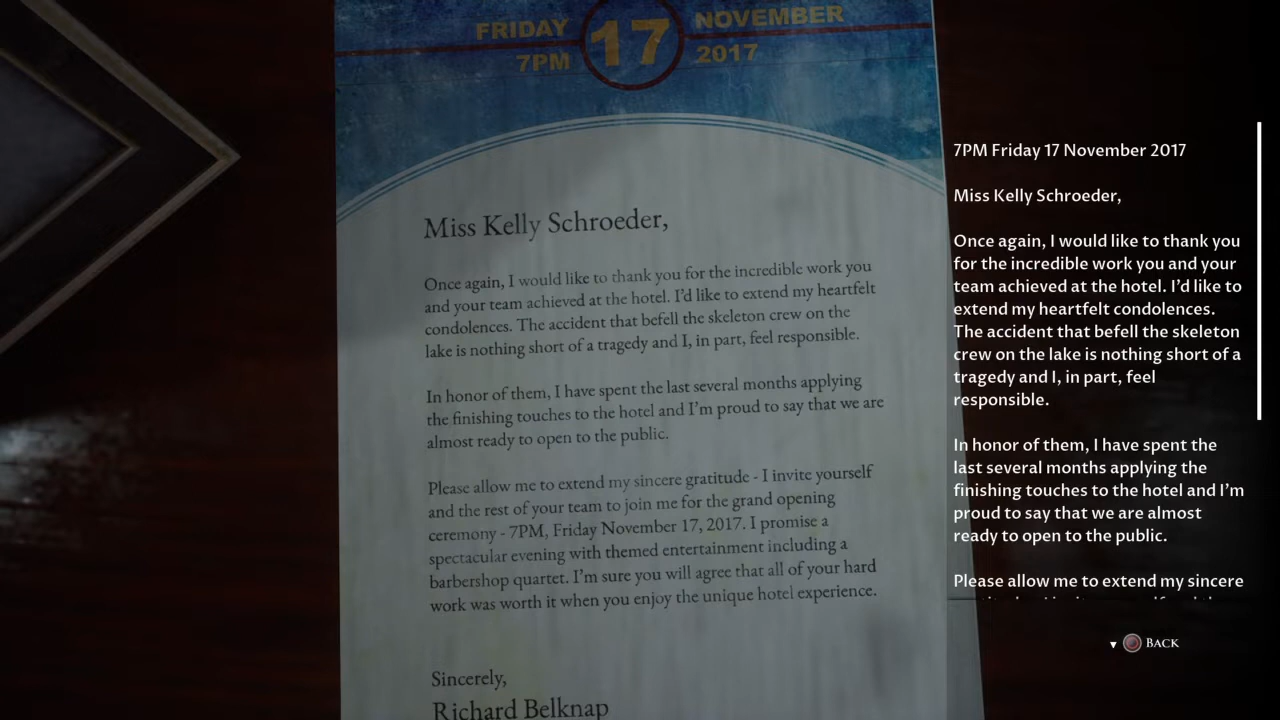 FRIDAY 17 NOVEMBER
7PM 2017
Miss Kelly Schroeder,
Once again, I would like to thank you for the incredible work you
and your team achieved at the hotel. I'd like to extend my heartfelt
condolences. The accident that befell the skeleton crew on the
lake is nothing short of a tragedy and I, in part, feel responsible.
In honor of them, I have spent the last several months applying
the finishing touches to the hotel and I'm proud to say that we are
almost ready to open to the public.
Please allow me to extend my sincere gratitude - I invite yourself
and the rest of your team to join me for the grand opening
ceremony - 7PM, Friday November 17, 2017. I promise a
spectacular evening with themed entertainment including a
barbershop quartet. I'm sure you will agree that all of your hard
work was worth it when you enjoy the unique hotel experience.
Sincerely,
Richard Belknap
7PM Friday 17 November 2017
Miss Kelly Schroeder,
Once again, I would like to thank you
for the incredible work you and your
team achieved at the hotel. I'd like to
extend my heartfelt condolences.
The accident that befell the skeleton
crew on the lake is nothing short of a
tragedy and I, in part, feel
responsible.
In honor of them, I have spent the
last several months applying the
finishing touches to the hotel and I'm
proud to say that we are almost
ready to open to the public.
Please allow me to extend my sincere
BACK